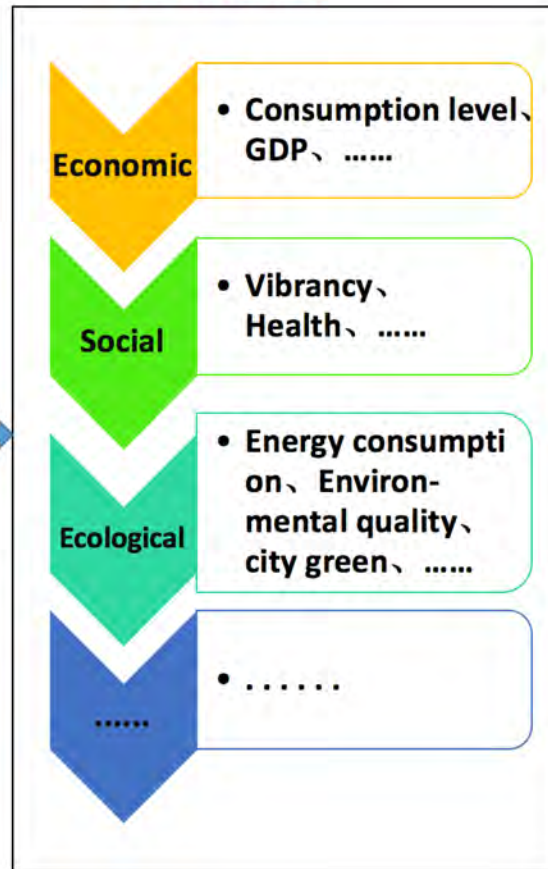 Economic
• Consumption level、
GDP、……
Social
• Vibrancy、
Health、……
Ecological
• Energy consumpti
on、 Environ-
mental quality、
city green、……
……
• ......